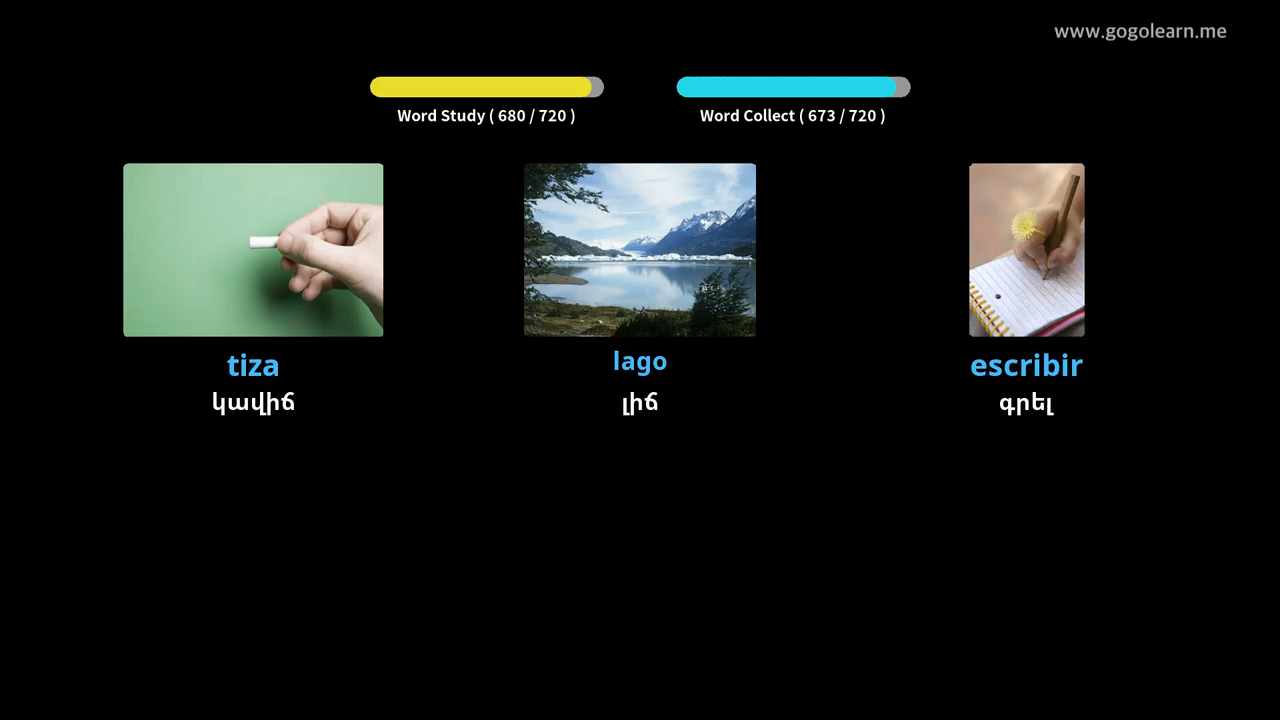 www.gogolearn.me
Word Study ( 680 / 720 )
Word Collect ( 673 / 720 )
tiza
կավիճ
lago
լիճ
escribir
գրել